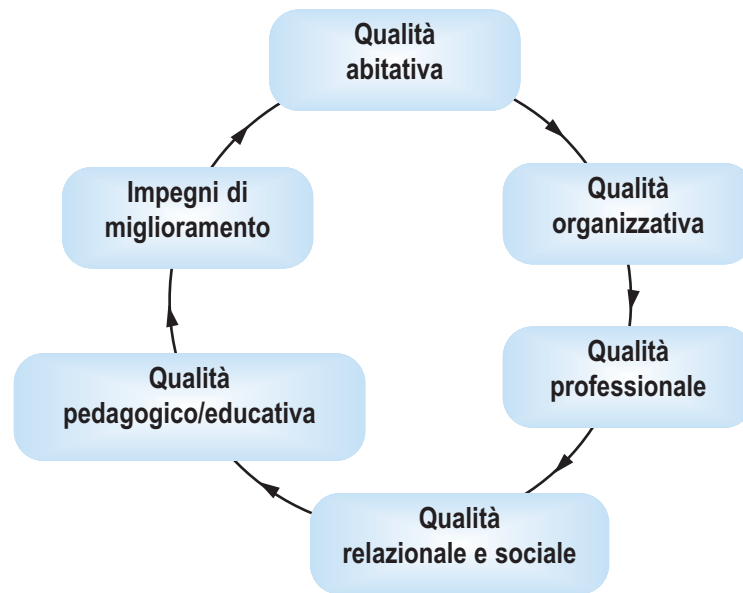 Qualità
abitativa
Qualità
organizzativa
Qualità
professionale
Qualità
relazionale e sociale
Qualità
pedagogico/educativa
Impegni di
miglioramento